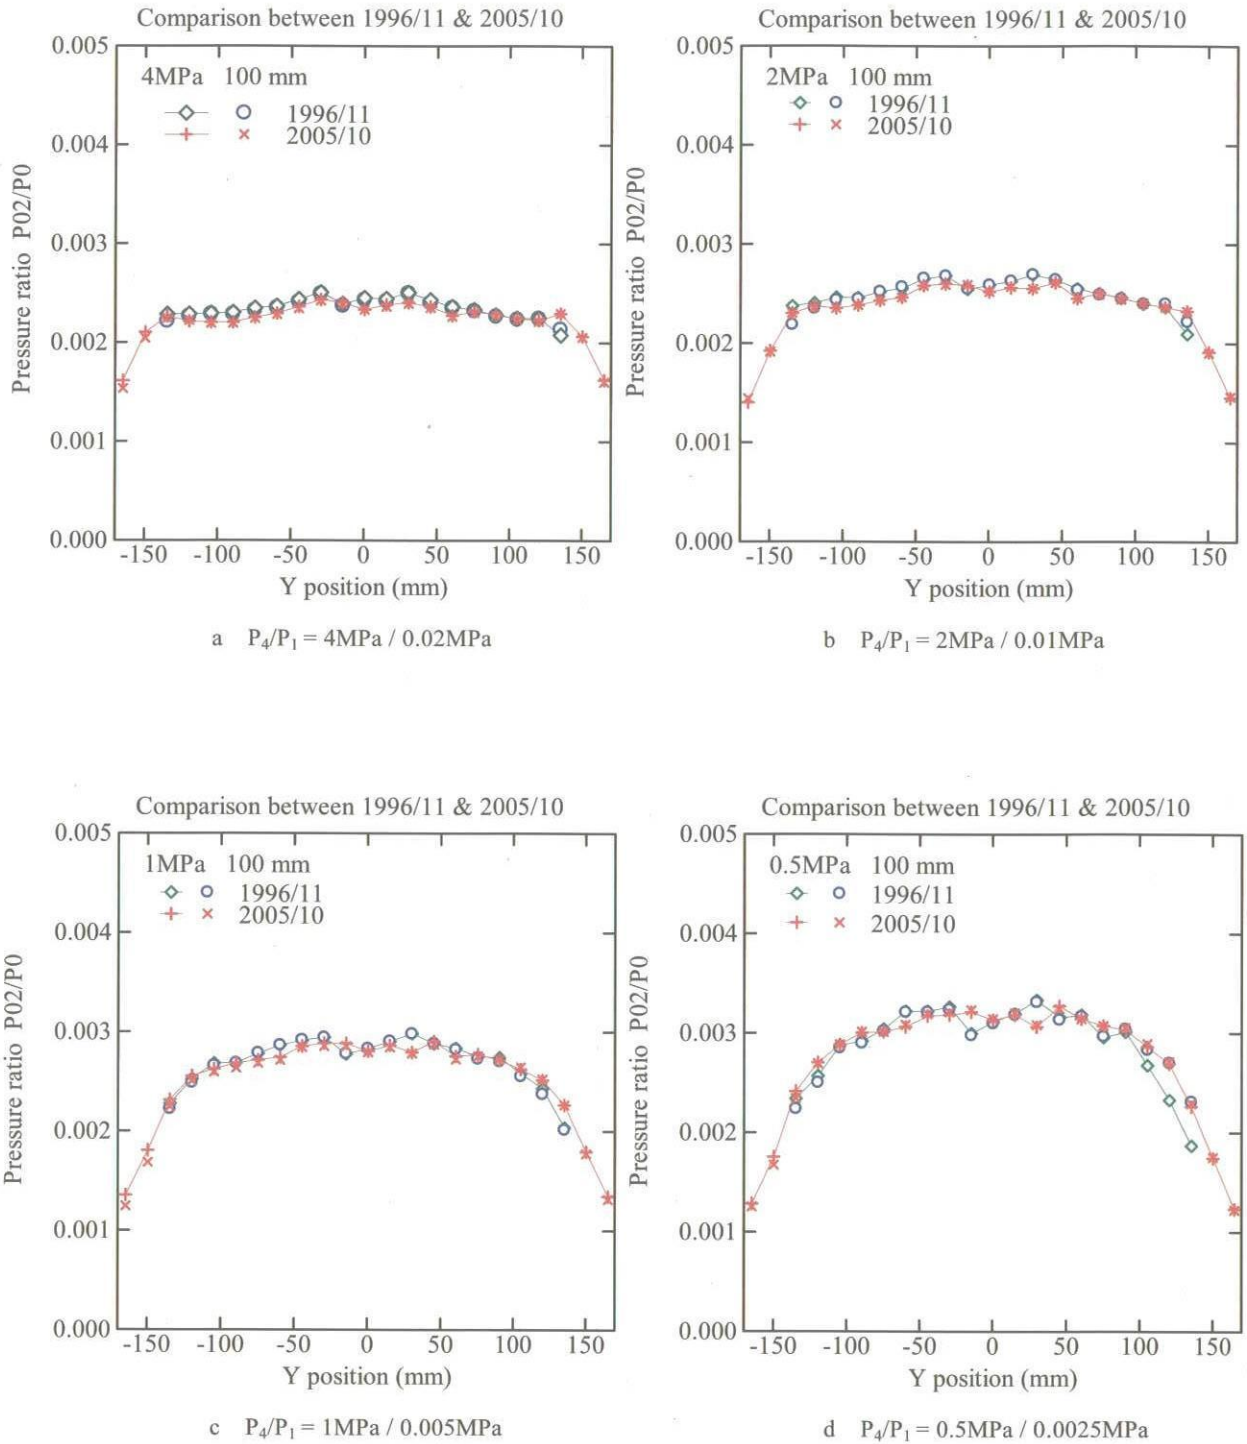 Comparison between 1996/11 & 2005/10
0.005
0.004
0.003
0.002
0.001
0.000
Pressure ratio P02/P0
4MPa 100 mm
1996/11
2005/10
-150 -100 -50 0 50 100 150
Y position (mm)
a P₄/P₁ = 4MPa / 0.02MPa
Comparison between 1996/11 & 2005/10
0.005
0.004
0.003
0.002
0.001
0.000
Pressure ratio P02/P0
2MPa 100 mm
1996/11
2005/10
-150 -100 -50 0 50 100 150
Y position (mm)
b P₄/P₁ = 2MPa / 0.01MPa
Comparison between 1996/11 & 2005/10
0.005
0.004
0.003
0.002
0.001
0.000
Pressure ratio P02/P0
1MPa 100 mm
1996/11
2005/10
-150 -100 -50 0 50 100 150
Y position (mm)
c P₄/P₁ = 1MPa / 0.005MPa
Comparison between 1996/11 & 2005/10
0.005
0.004
0.003
0.002
0.001
0.000
Pressure ratio P02/P0
0.5MPa 100 mm
1996/11
2005/10
-150 -100 -50 0 50 100 150
Y position (mm)
d P₄/P₁ = 0.5MPa / 0.0025MPa